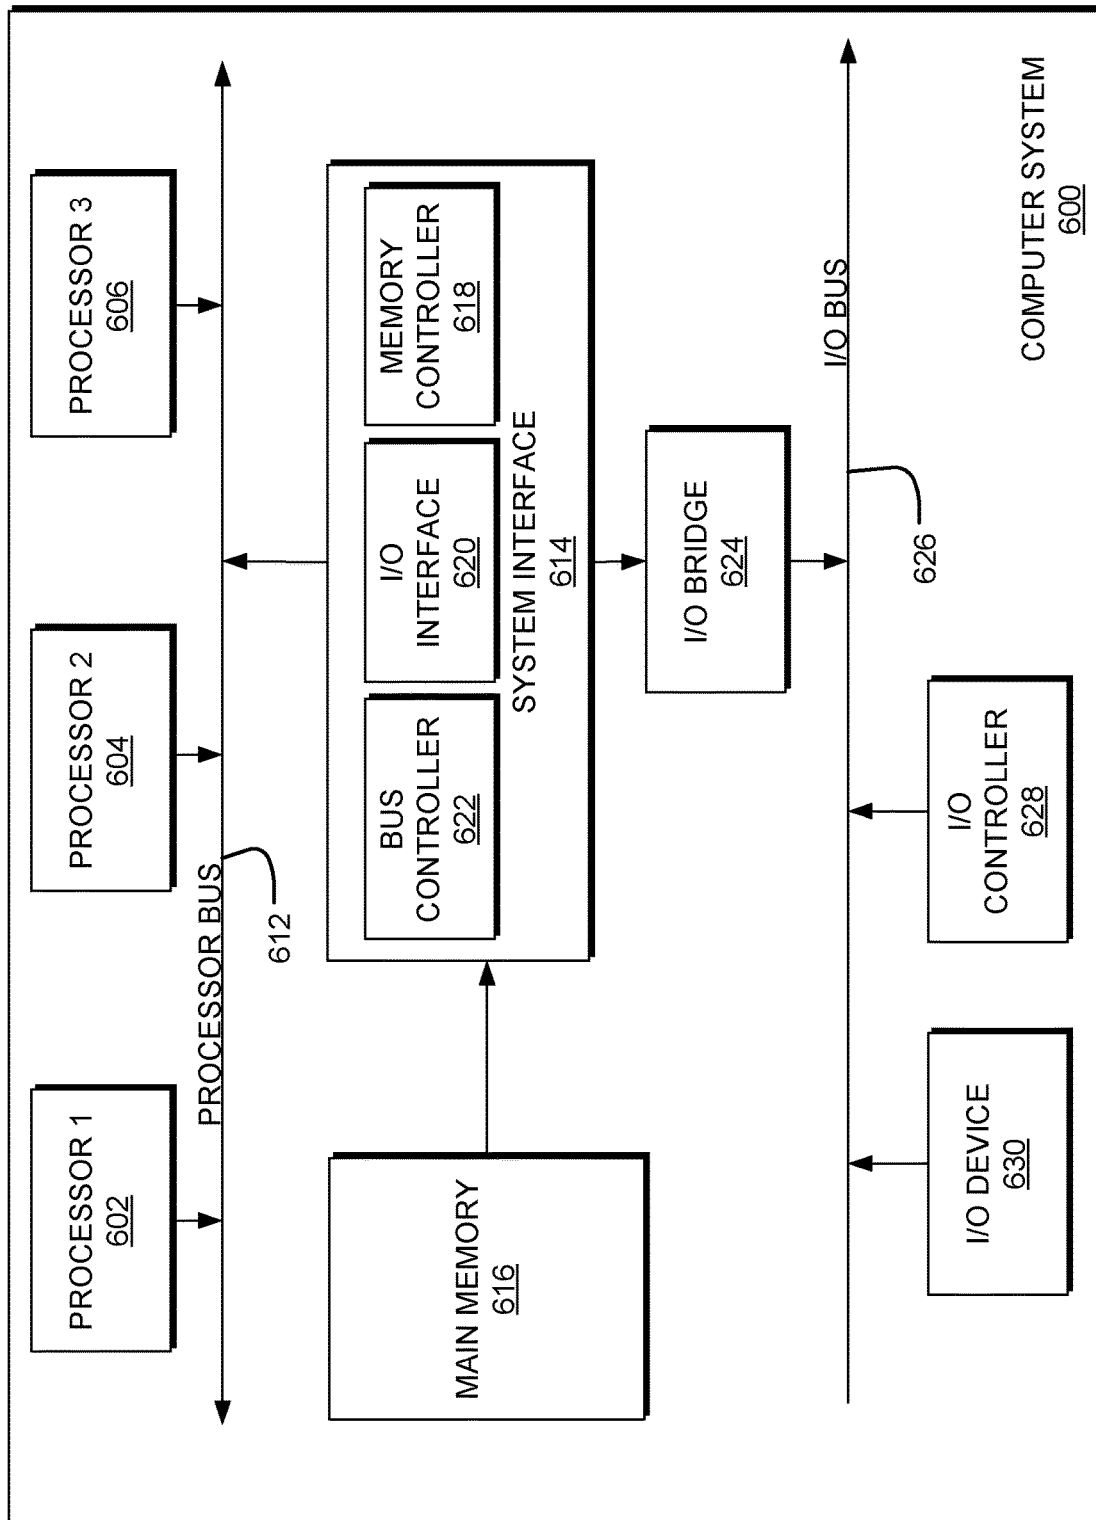 PROCESSOR 1
602
PROCESSOR 2
604
PROCESSOR 3
606
PROCESSOR BUS
612
MAIN MEMORY
616
BUS
CONTROLLER
622
I/O
INTERFACE
620
MEMORY
CONTROLLER
618
SYSTEM INTERFACE
614
I/O BRIDGE
624
I/O BUS
626
I/O DEVICE
630
I/O
CONTROLLER
628
COMPUTER SYSTEM
600